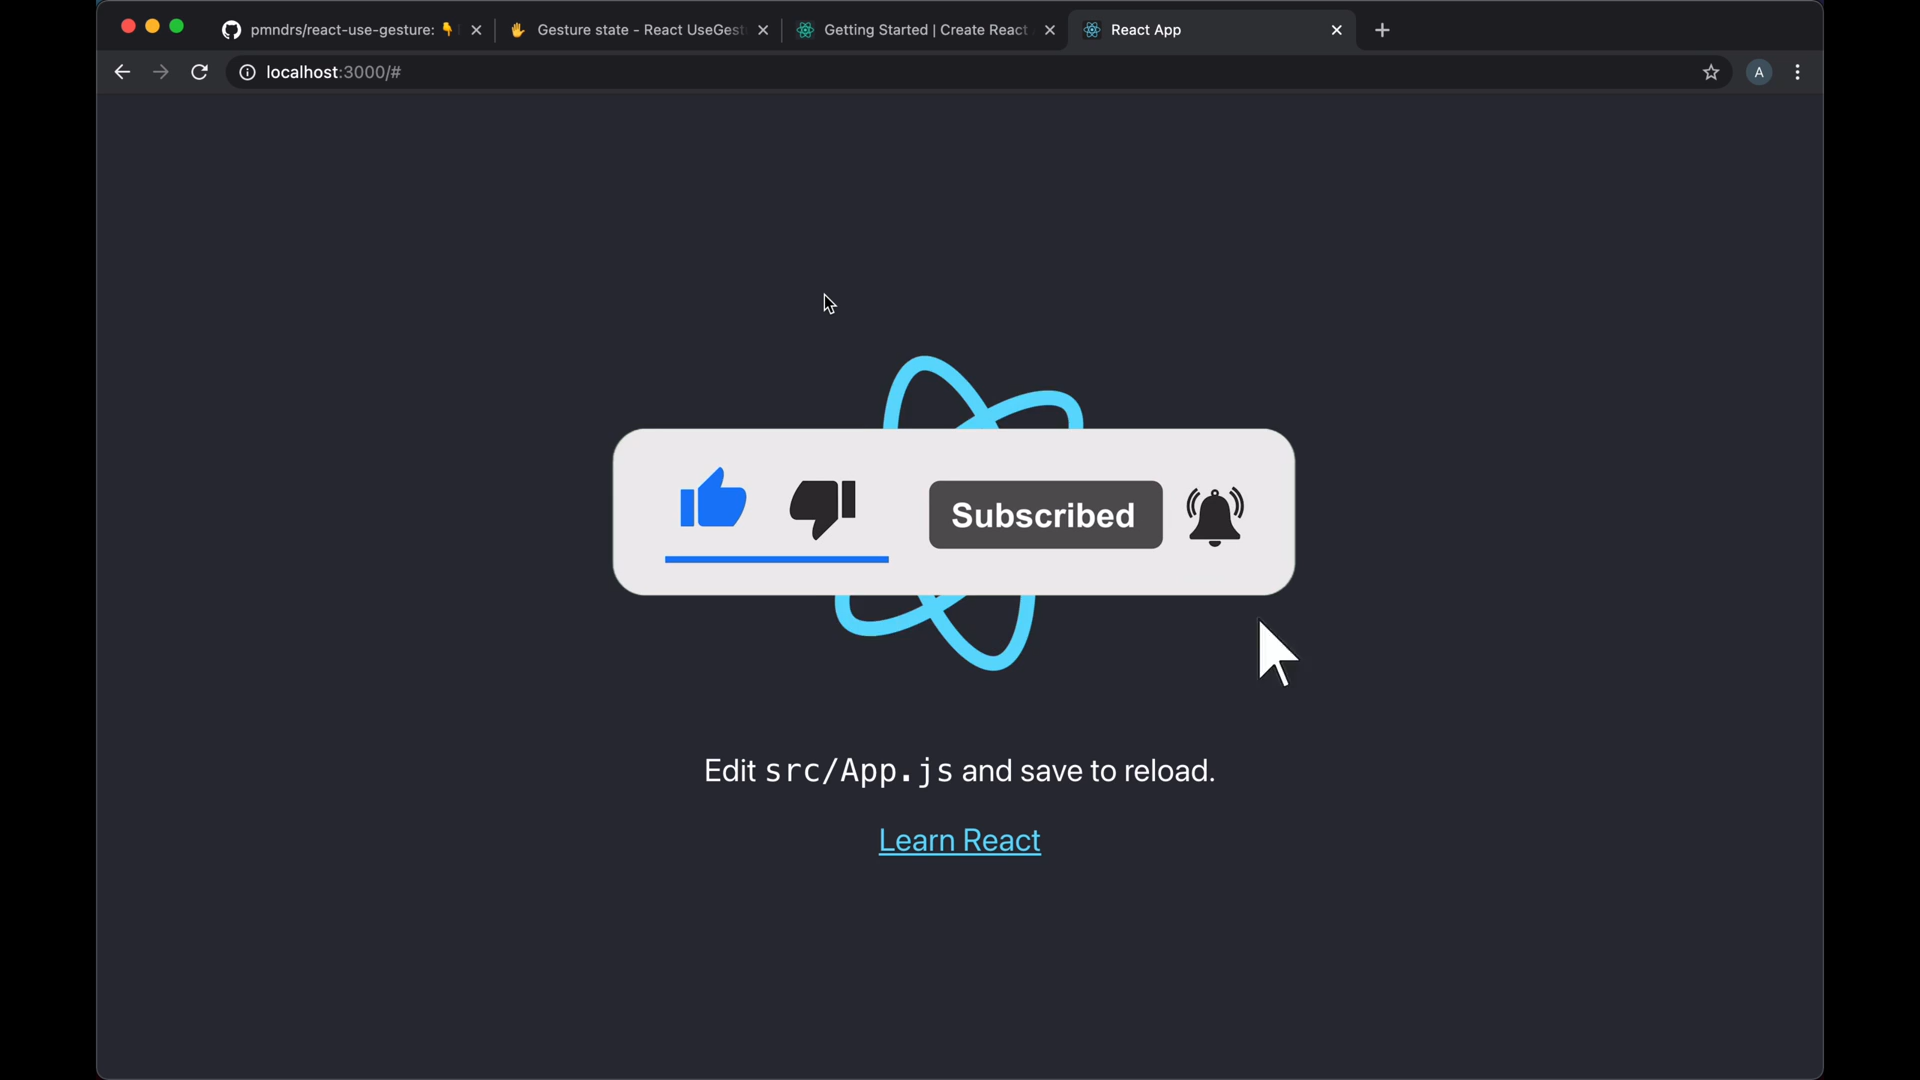 pmndrs/react-use-gesture: 👇
Gesture state - React UseGest
Getting Started | Create React
React App
localhost:3000/#
A
Subscribed
Edit src/App.js and save to reload.
Learn React